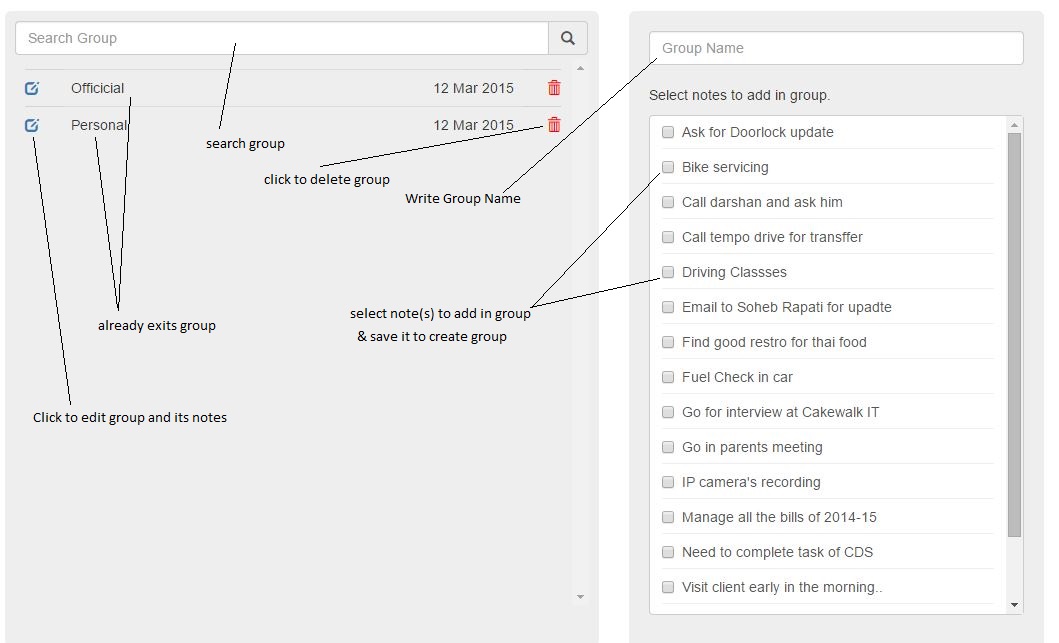 Search Group
Officicial 12 Mar 2015
Personal 12 Mar 2015
search group
click to delete group
Write Group Name
select note(s) to add in group
& save it to create group
already exits group
Click to edit group and its notes
Group Name
Select notes to add in group.
Ask for Doorlock update
Bike servicing
Call darshan and ask him
Call tempo drive for transffer
Driving Classses
Email to Soheb Rapati for upadte
Find good restro for thai food
Fuel Check in car
Go for interview at Cakewalk IT
Go in parents meeting
IP camera's recording
Manage all the bills of 2014-15
Need to complete task of CDS
Visit client early in the morning..